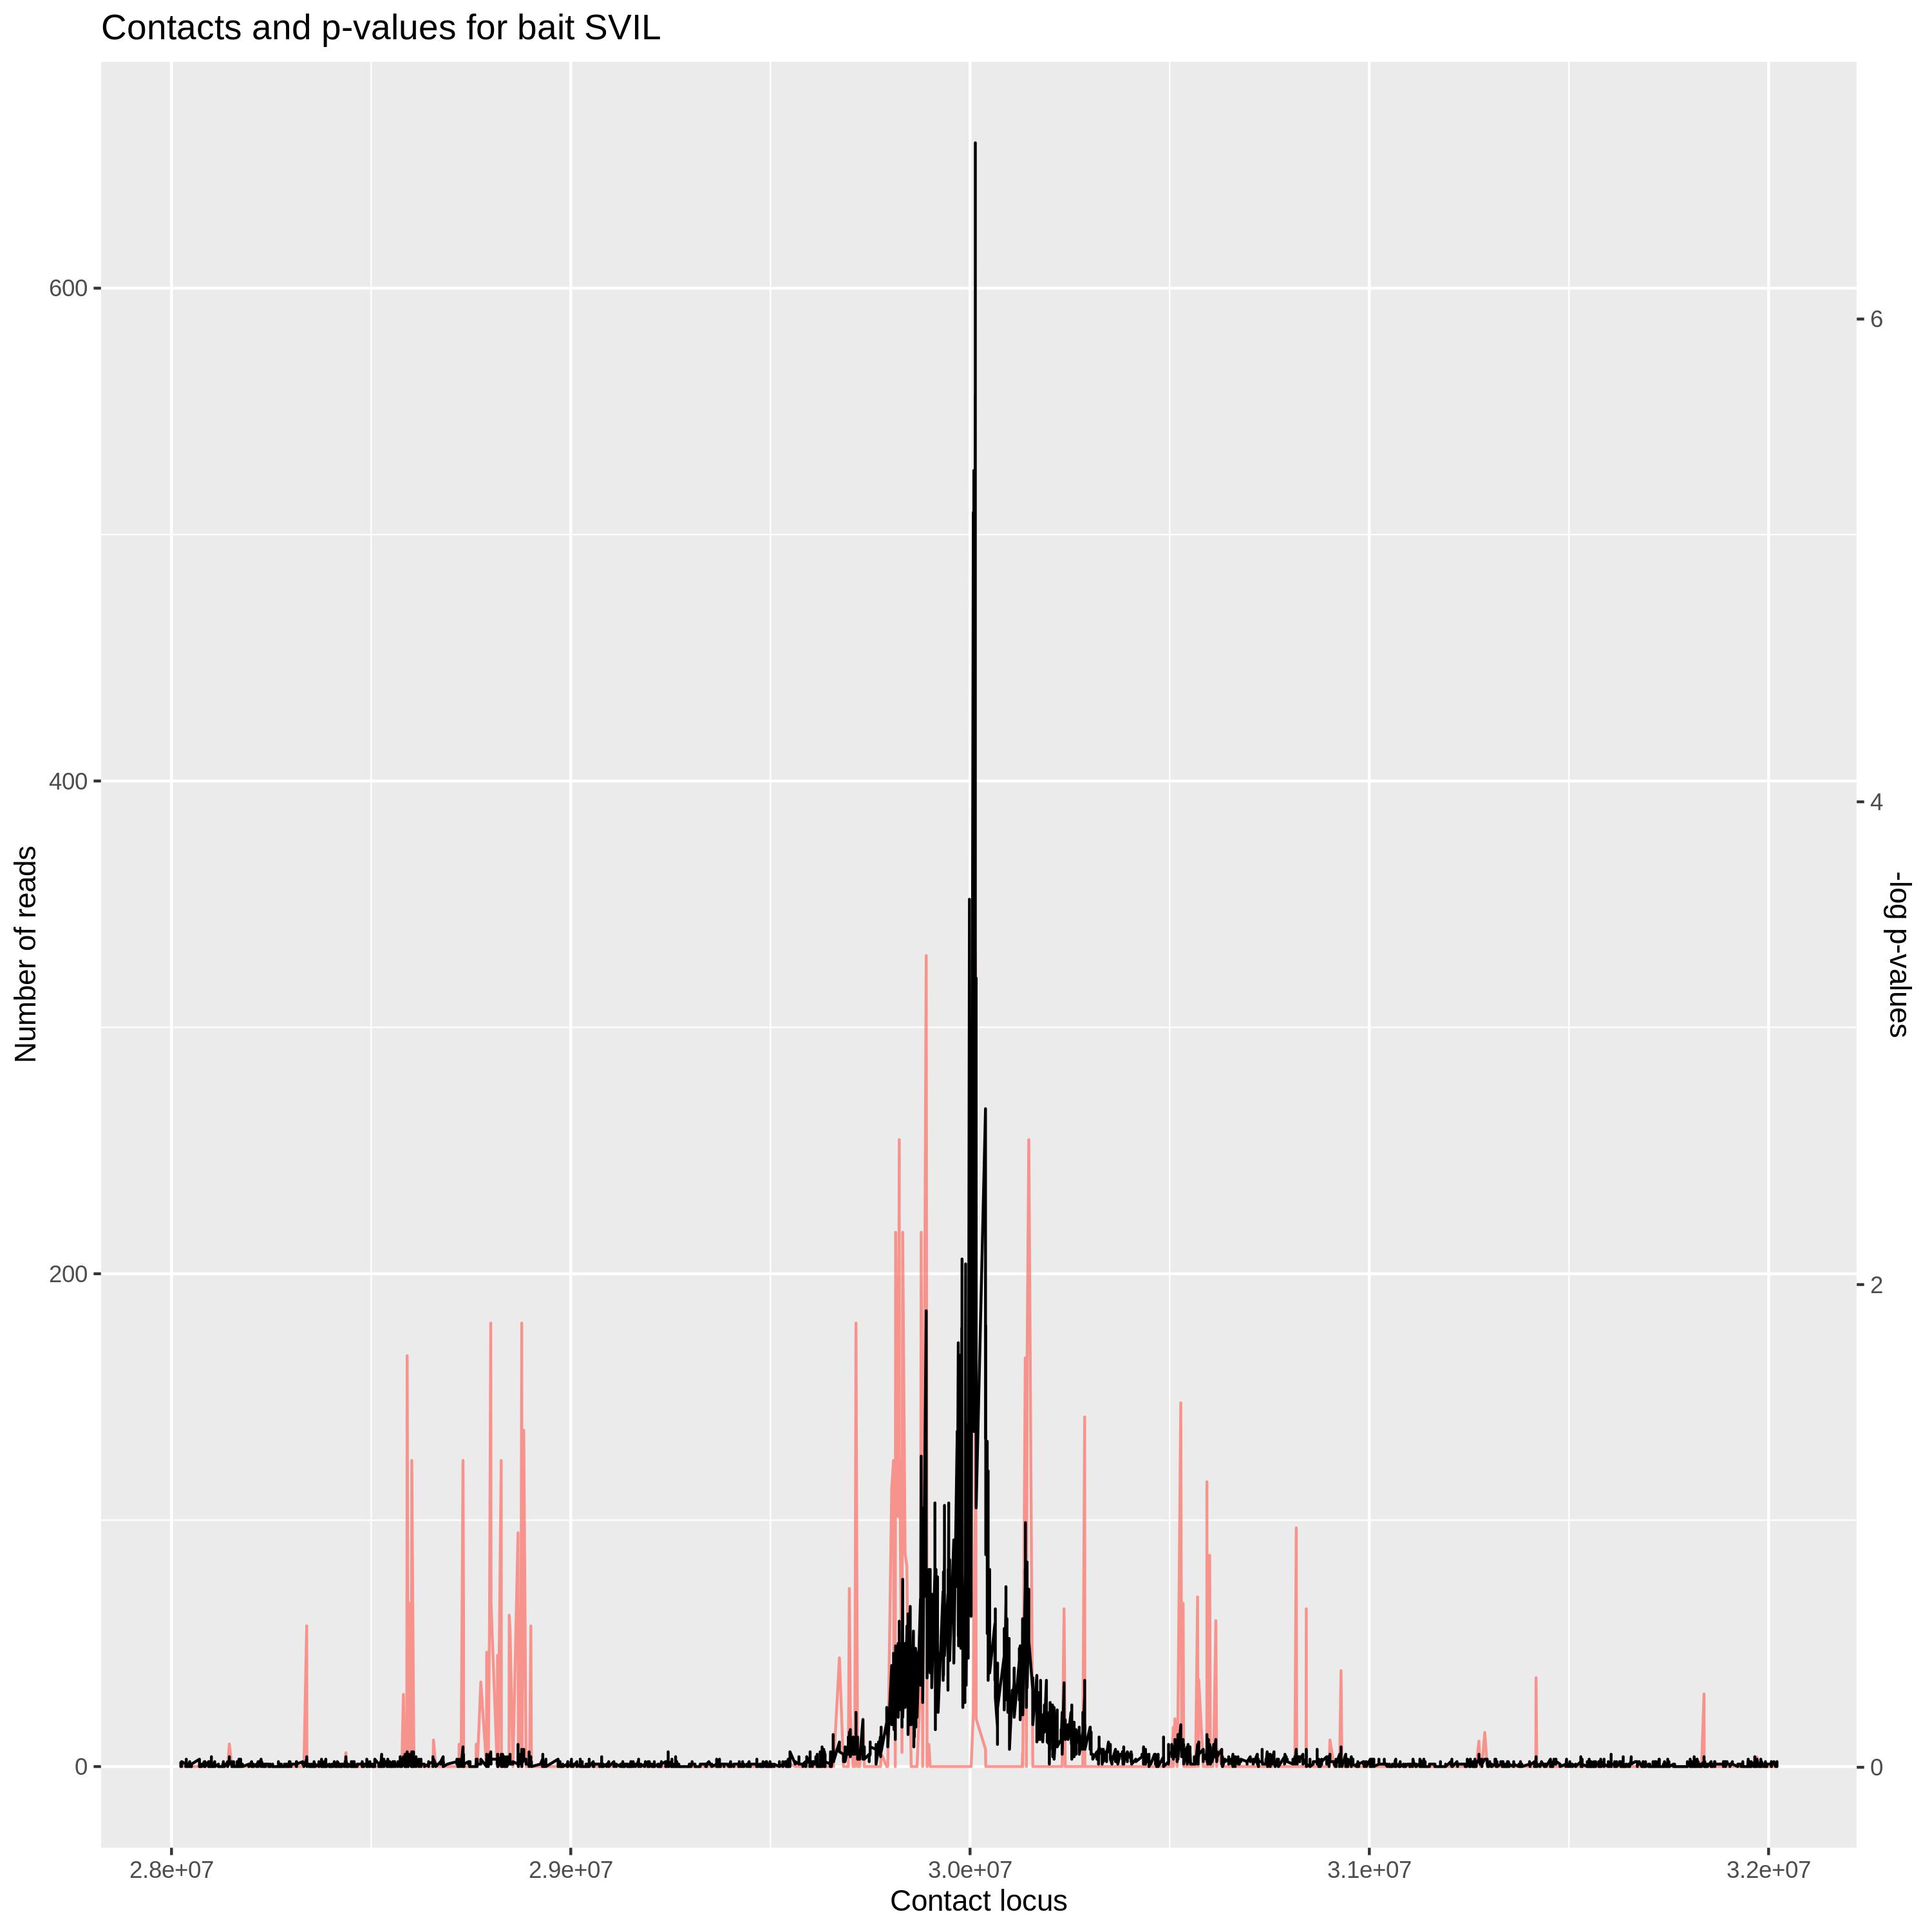 Contacts and p-values for bait SVIL
Number of reads
600
400
200
0
6
4
2
0
-log p-values
2.8e+07 2.9e+07 3.0e+07 3.1e+07 3.2e+07
Contact locus